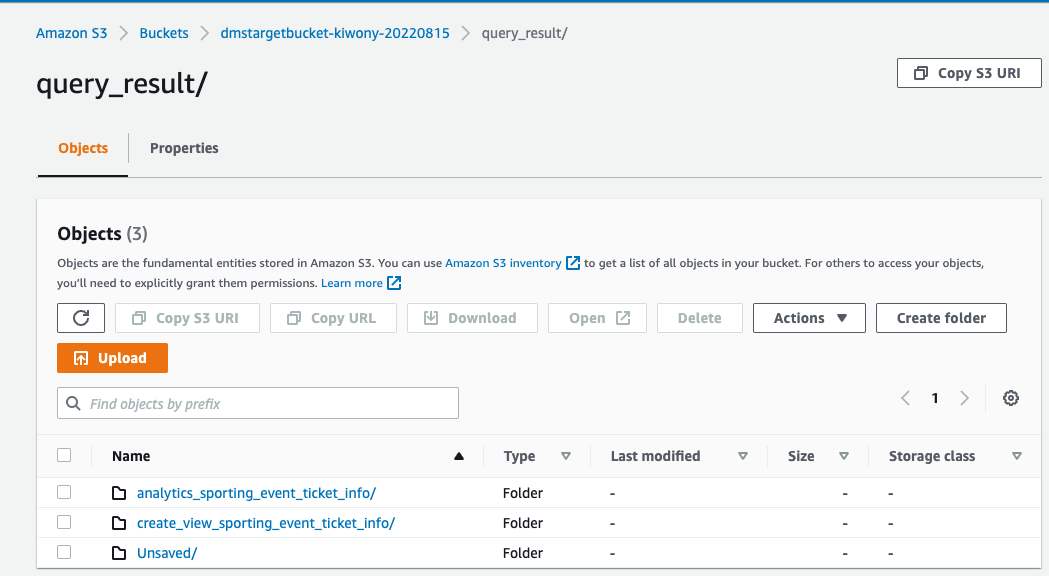 Amazon S3 > Buckets > dmstargetbucket-kiwony-20220815 > query_result/
query_result/
Copy S3 URI
Objects
Properties
Objects (3)
Objects are the fundamental entities stored in Amazon S3. You can use Amazon S3 inventory to get a list of all objects in your bucket. For others to access your objects,
you'll need to explicitly grant them permissions. Learn more
Copy S3 URI Copy URL Download Open Delete Actions Create folder
Upload
Find objects by prefix
1
Name Type Last modified Size Storage class
analytics_sporting_event_ticket_info/ Folder - - -
create_view_sporting_event_ticket_info/ Folder - - -
Unsaved/ Folder - - -